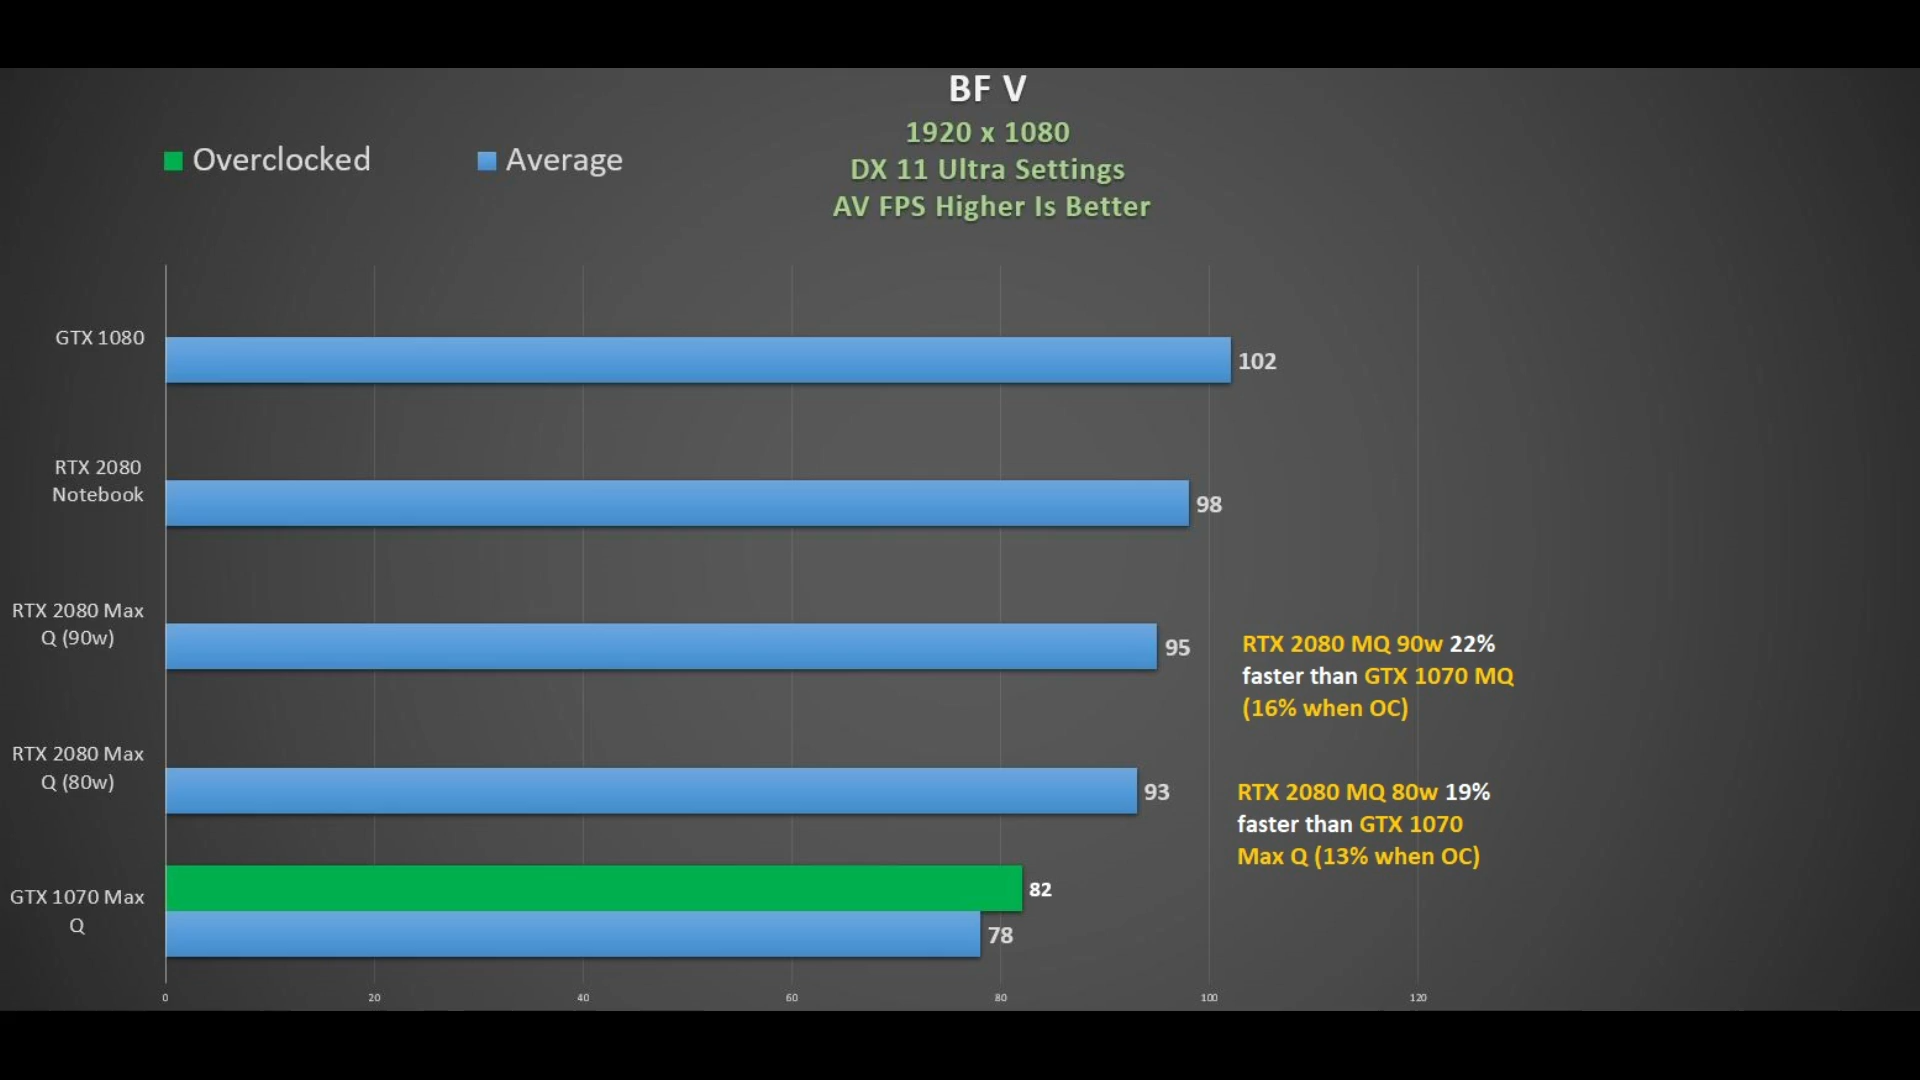 BF V
1920 x 1080
DX 11 Ultra Settings
AV FPS Higher Is Better
Overclocked
Average
GTX 1080
102
RTX 2080
Notebook
98
RTX 2080 Max
Q (90w)
95
RTX 2080 MQ 90w 22%
faster than GTX 1070 MQ
(16% when OC)
RTX 2080 Max
Q (80w)
93
RTX 2080 MQ 80w 19%
faster than GTX 1070
Max Q (13% when OC)
GTX 1070 Max
Q
82
78
0 20 40 60 80 100 120